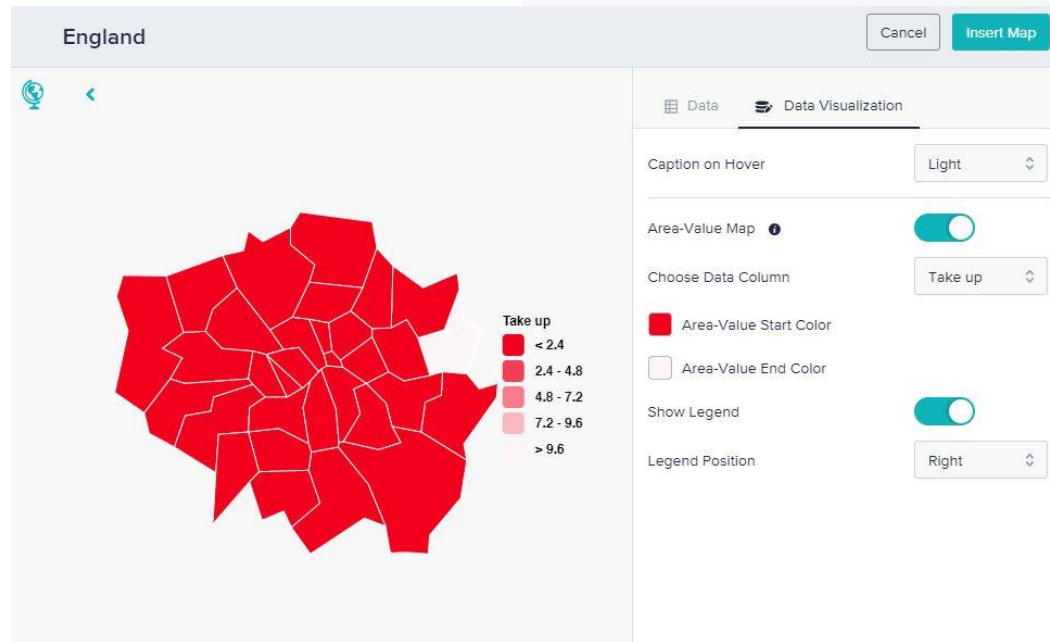 England
Cancel
Insert Map
Data
Data Visualization
Caption on Hover
Light
Area-Value Map
Choose Data Column
Take up
Area-Value Start Color
Area-Value End Color
Show Legend
Legend Position
Right
Take up
< 2.4
2.4 - 4.8
4.8 - 7.2
7.2 - 9.6
> 9.6